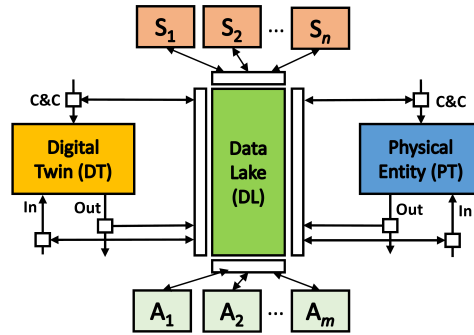 S1 S2 ... Sn
C&C
C&C
Digital
Twin (DT)
Data
Lake
(DL)
Physical
Entity (PT)
In
Out
Out
In
A1 A2 ... Am